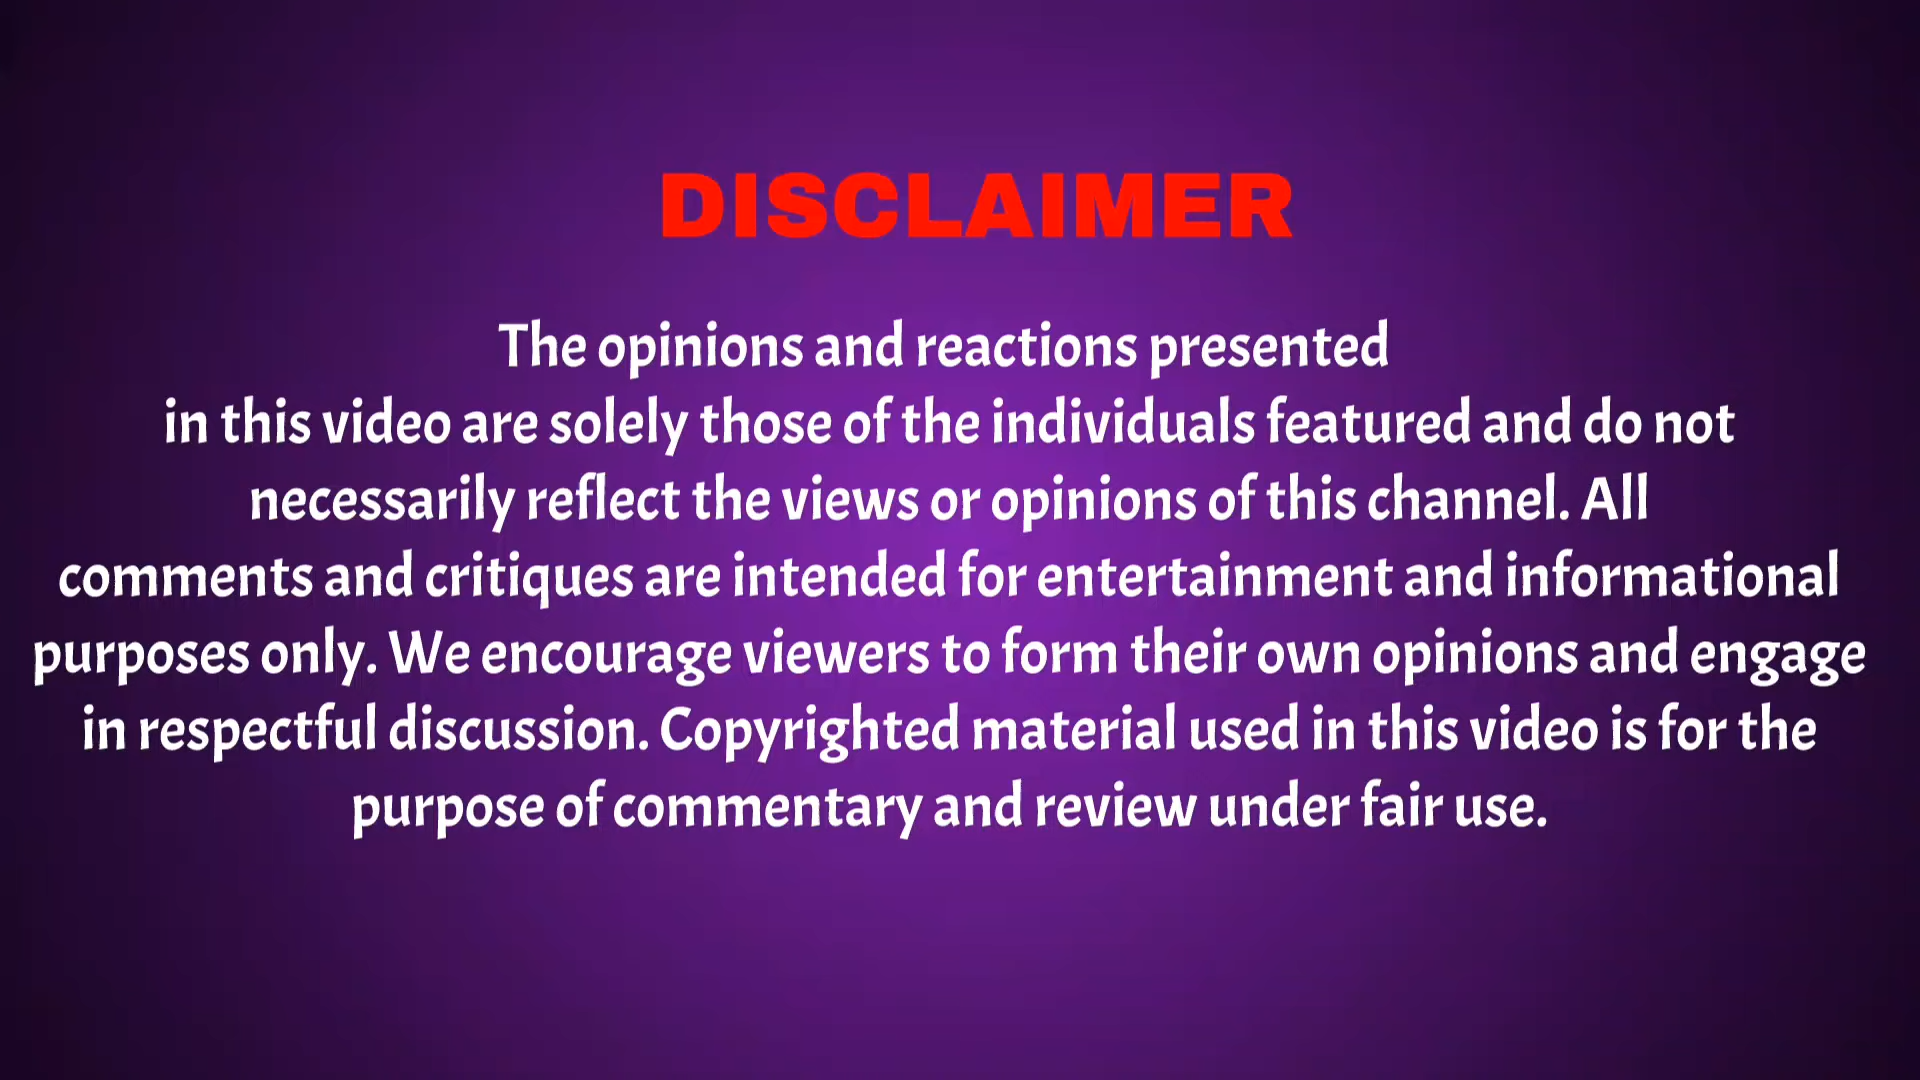 DISCLAIMER
The opinions and reactions presented
in this video are solely those of the individuals featured and do not
necessarily reflect the views or opinions of this channel. All
comments and critiques are intended for entertainment and informational
purposes only. We encourage viewers to form their own opinions and engage
in respectful discussion. Copyrighted material used in this video is for the
purpose of commentary and review under fair use.